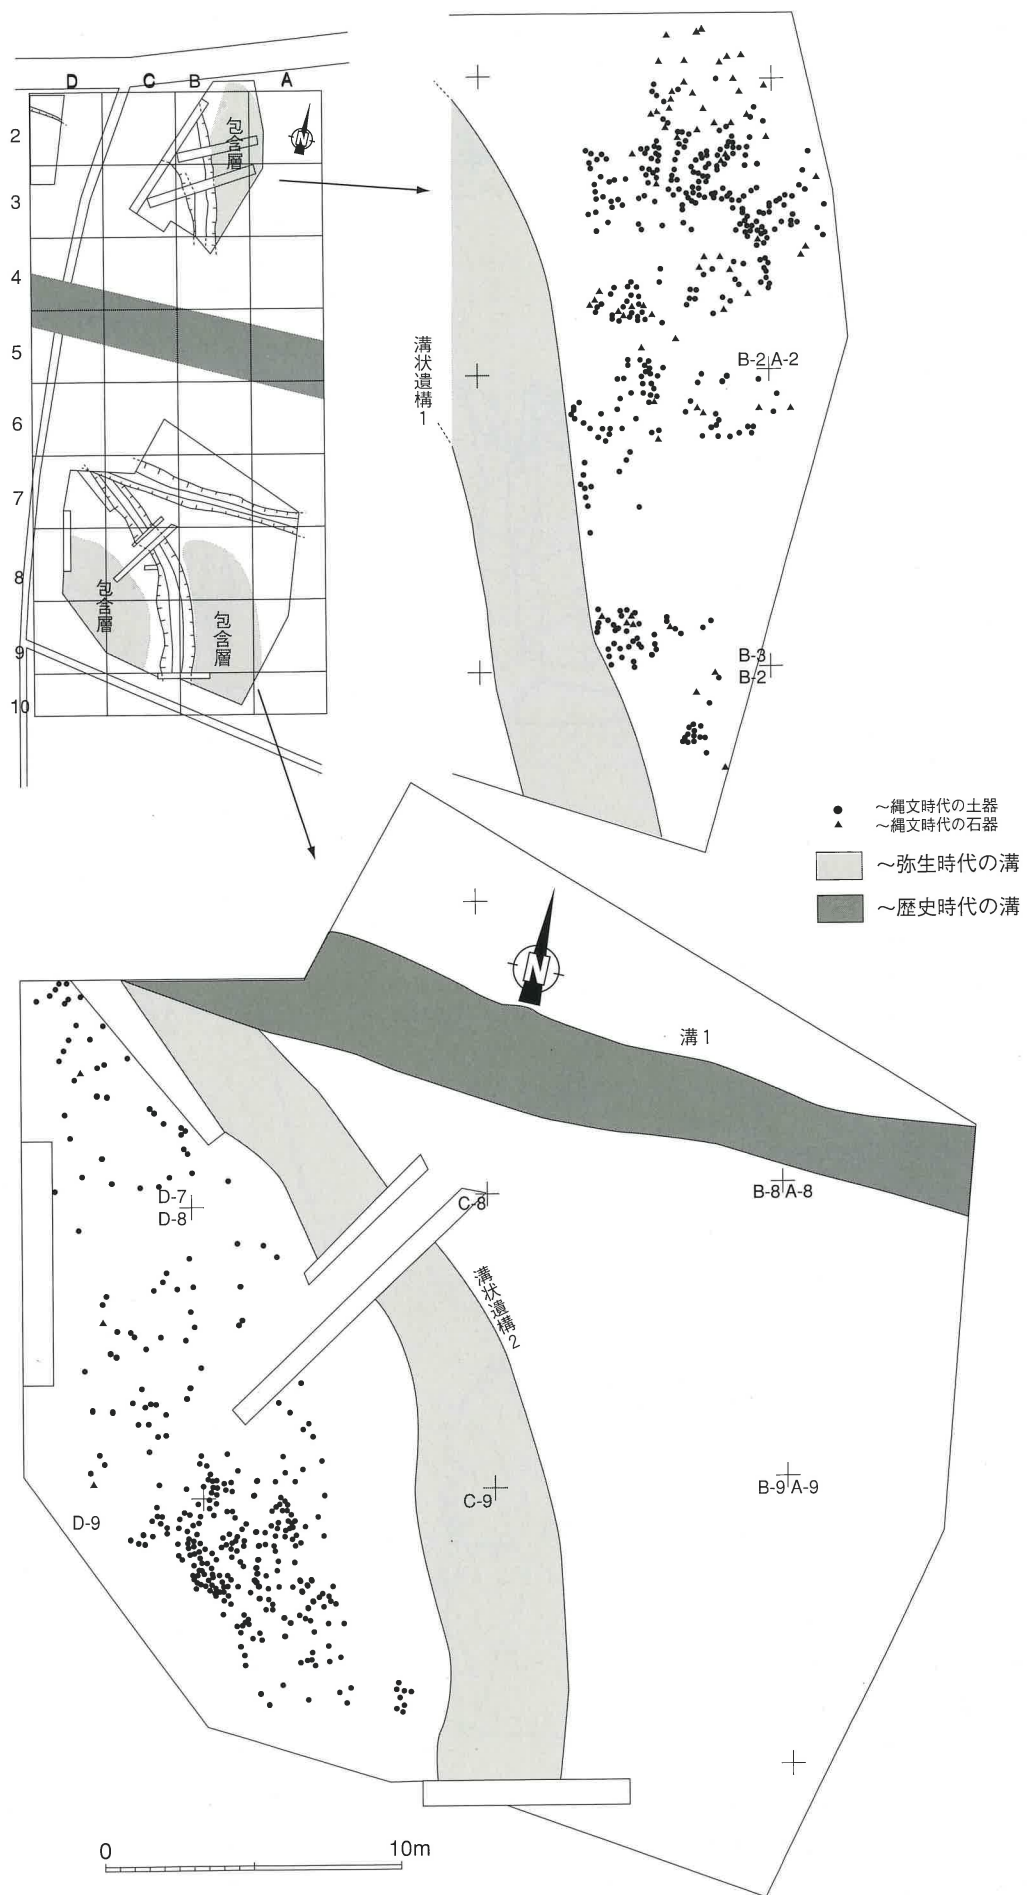 D C B A
2
3
4
5
6
7
8
9
10
包含層
N
包含層
包含層
溝状遺構1
B-2 A-2
B-3
B-2
● ～縄文時代の土器
▲ ～縄文時代の石器
～弥生時代の溝
～歴史時代の溝
N
溝1
D-7
D-8
C-8
B-8 A-8
溝状遺構2
C-9
B-9 A-9
D-9
0 10m